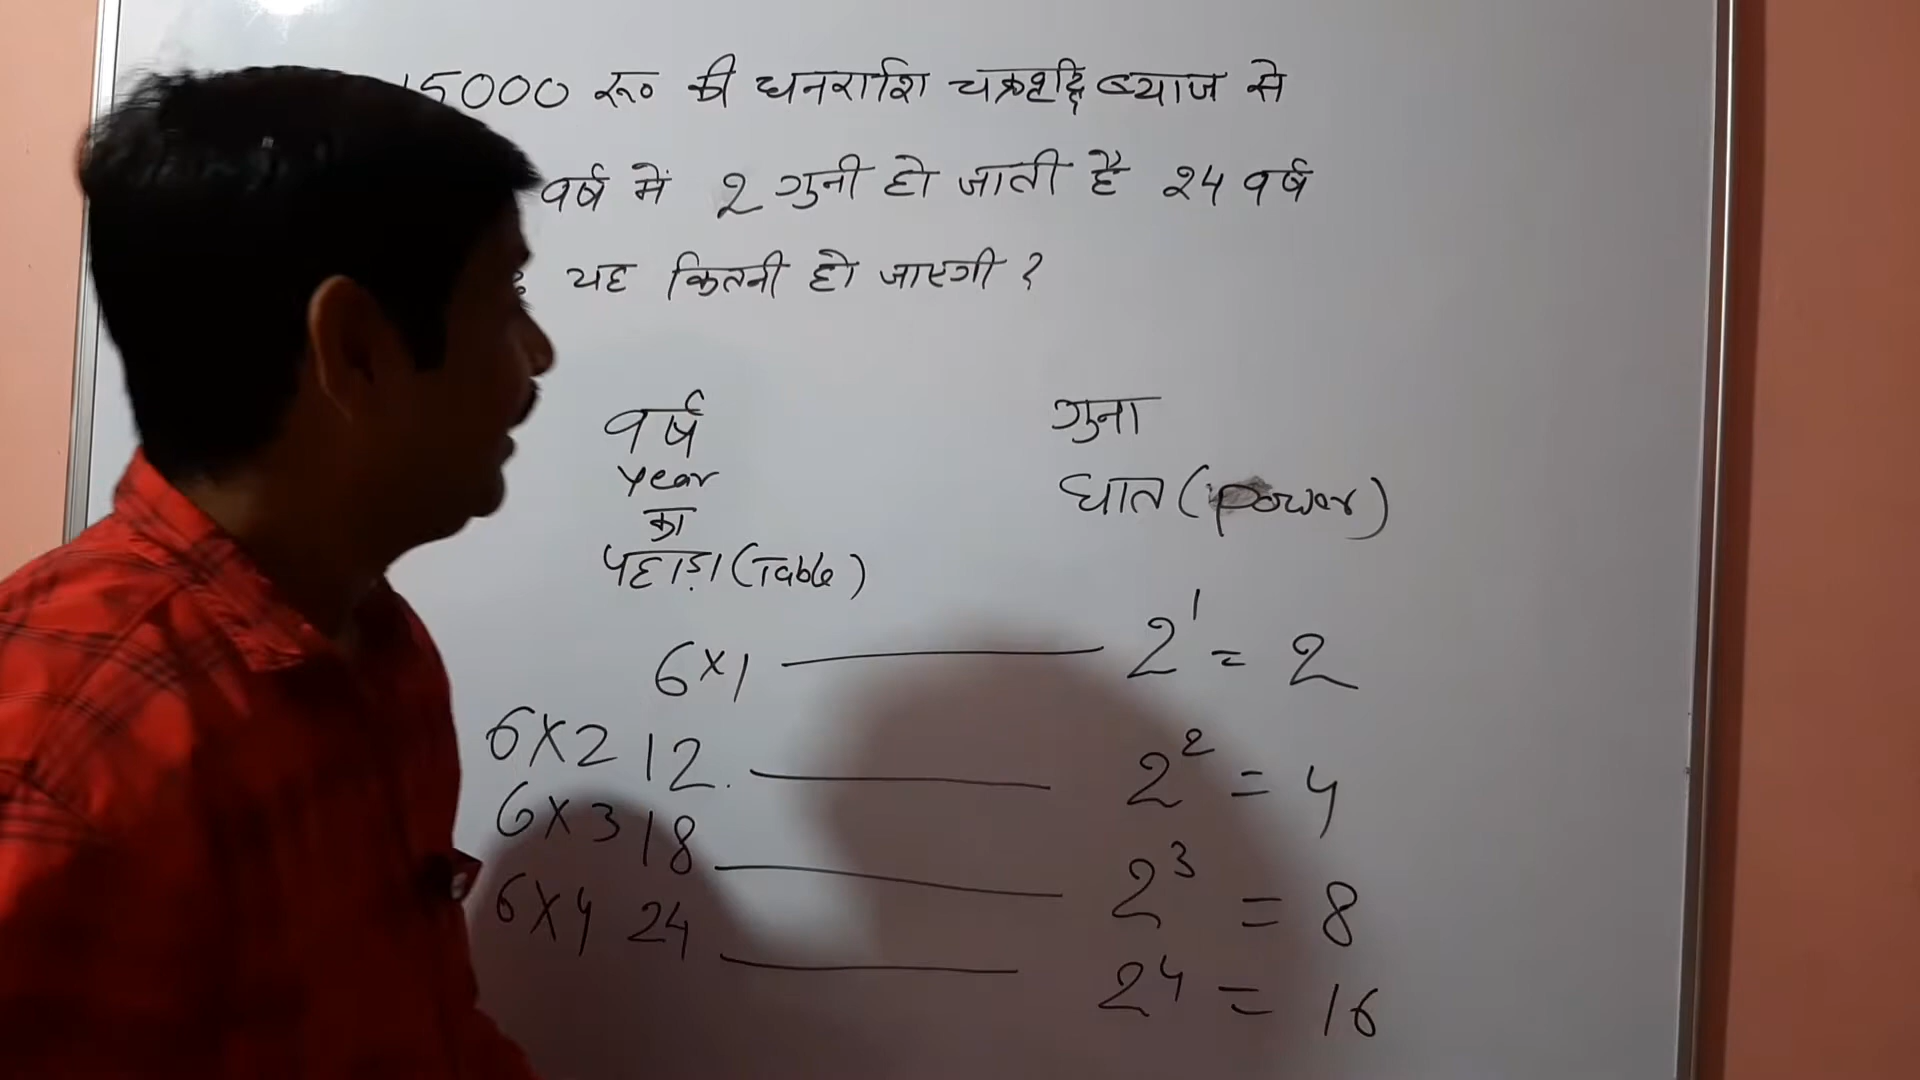 15000 रू० की धनराशि चक्रवृद्धि ब्याज से
वर्ष में 2 गुनी हो जाती है 24 वर्ष
यह कितनी हो जाएगी ?
वर्ष
year
का
पहाड़ा (Table)
गुना
घात (power)
6×1 2¹ = 2
6×2 12. 2² = 4
6×3 18 2³ = 8
6×4 24 2⁴ = 16